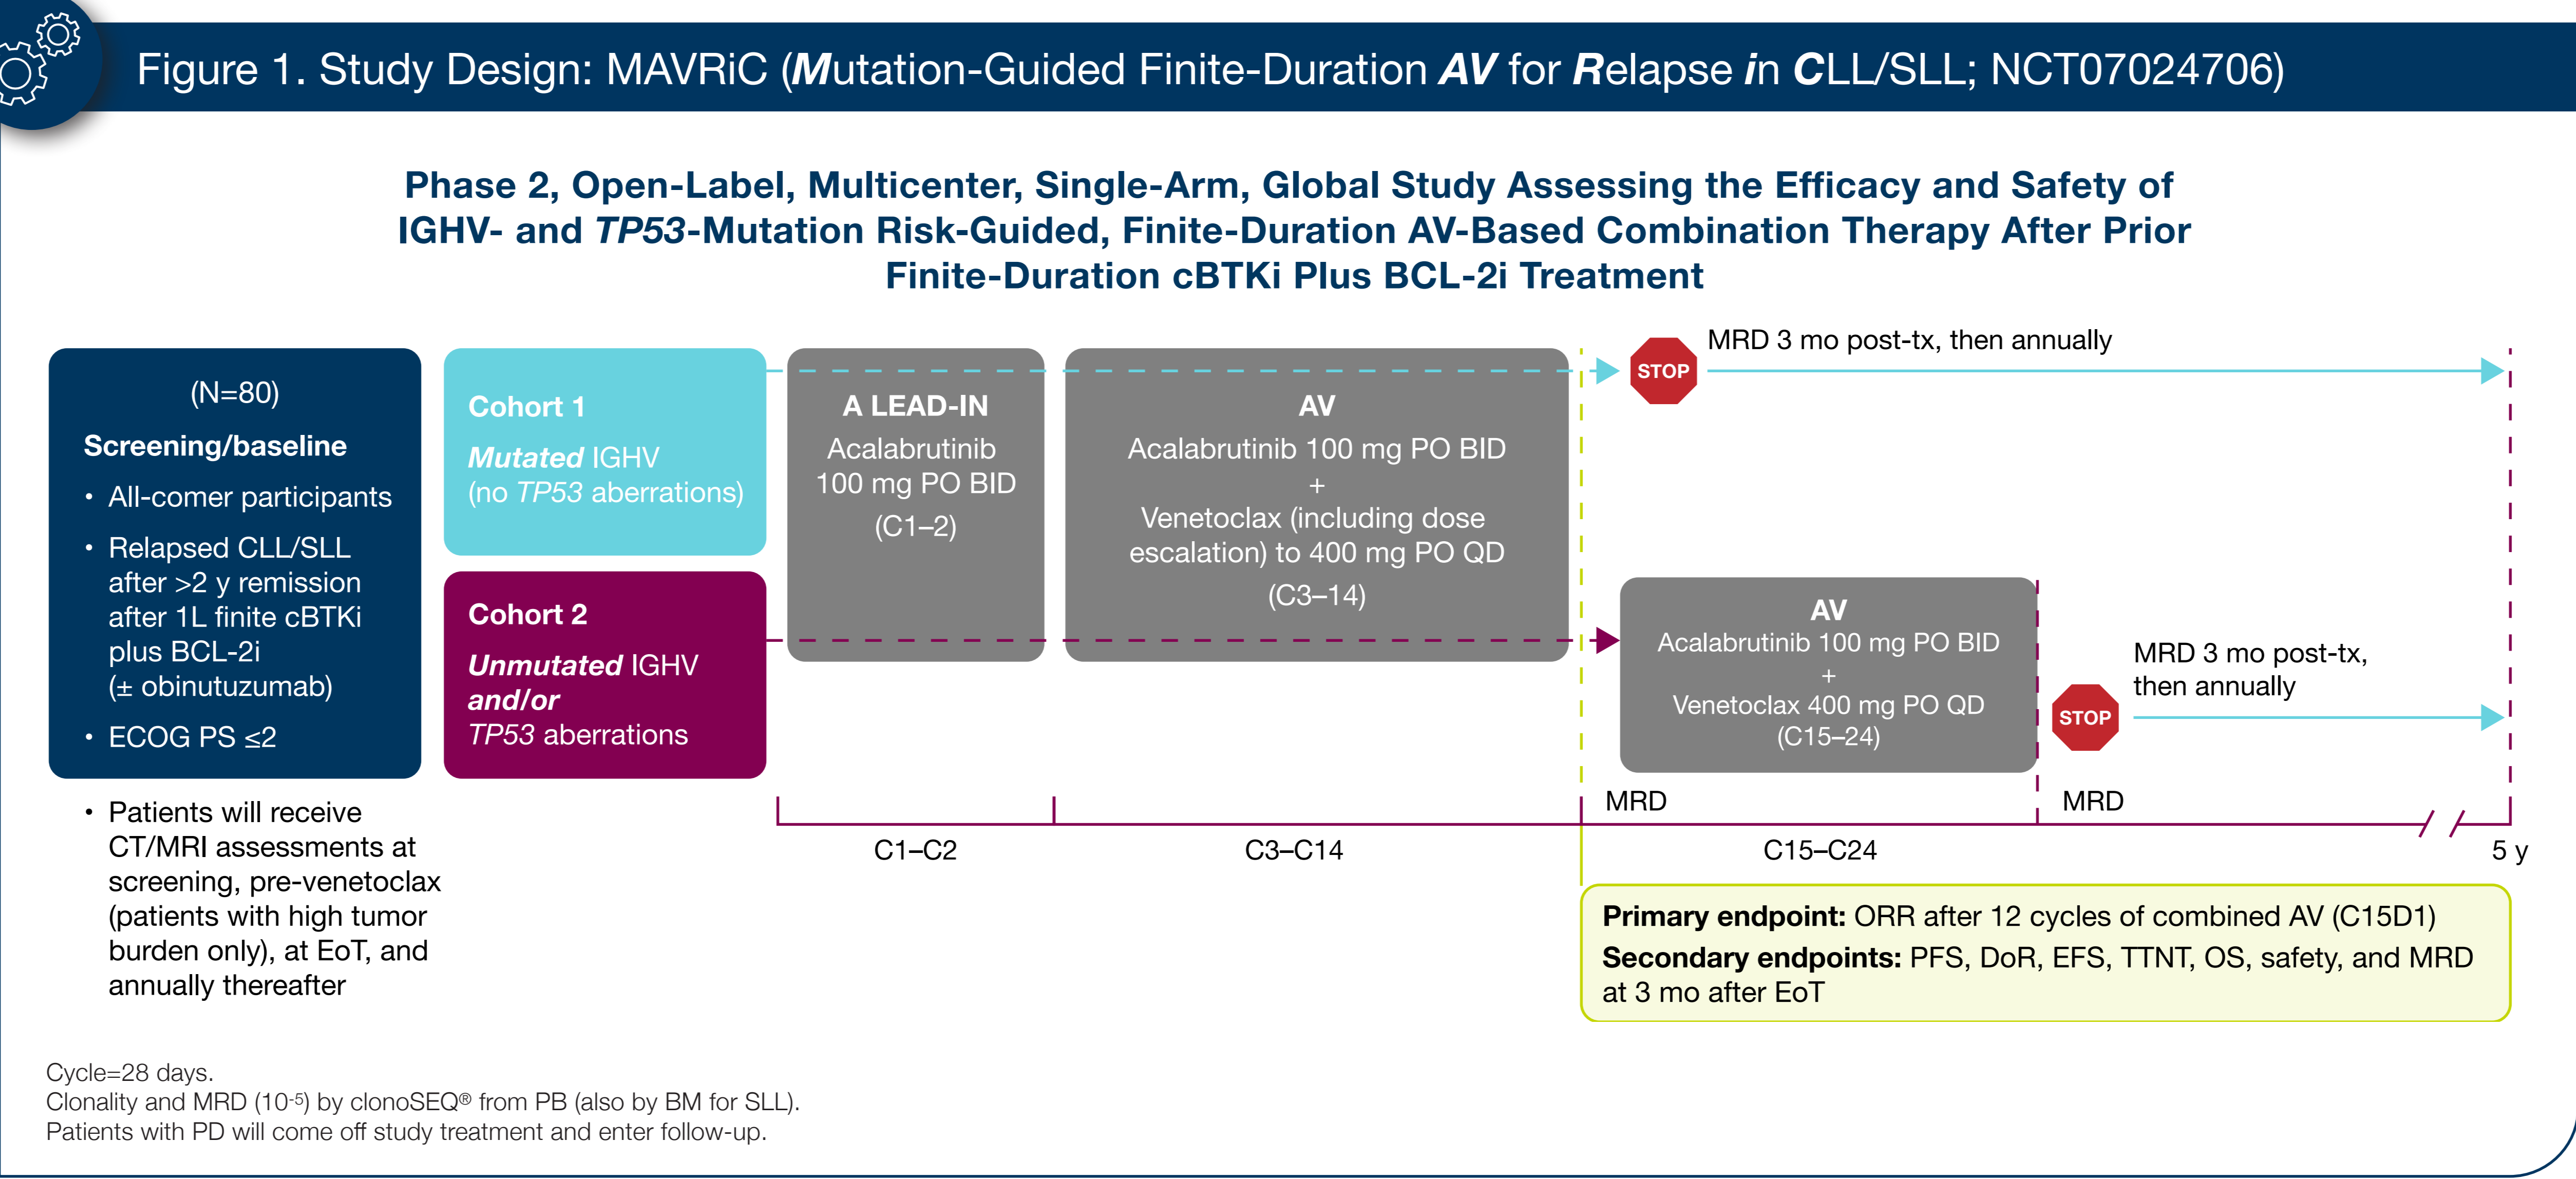 Figure 1. Study Design: MAVRiC (Mutation-Guided Finite-Duration AV for Relapse in CLL/SLL; NCT07024706)
Phase 2, Open-Label, Multicenter, Single-Arm, Global Study Assessing the Efficacy and Safety of
IGHV- and TP53-Mutation Risk-Guided, Finite-Duration AV-Based Combination Therapy After Prior
Finite-Duration cBTKi Plus BCL-2i Treatment
(N=80)
Screening/baseline
• All-comer participants
• Relapsed CLL/SLL
after >2 y remission
after 1L finite cBTKi
plus BCL-2i
(± obinutuzumab)
• ECOG PS ≤2
• Patients will receive
CT/MRI assessments at
screening, pre-venetoclax
(patients with high tumor
burden only), at EoT, and
annually thereafter
Cohort 1
Mutated IGHV
(no TP53 aberrations)
Cohort 2
Unmutated IGHV
and/or
TP53 aberrations
A LEAD-IN
Acalabrutinib
100 mg PO BID
(C1–2)
AV
Acalabrutinib 100 mg PO BID
+
Venetoclax (including dose
escalation) to 400 mg PO QD
(C3–14)
STOP
MRD 3 mo post-tx, then annually
AV
Acalabrutinib 100 mg PO BID
+
Venetoclax 400 mg PO QD
(C15–24)
STOP
MRD 3 mo post-tx,
then annually
MRD
MRD
C1–C2
C3–C14
C15–C24
5 y
Primary endpoint: ORR after 12 cycles of combined AV (C15D1)
Secondary endpoints: PFS, DoR, EFS, TTNT, OS, safety, and MRD
at 3 mo after EoT
Cycle=28 days.
Clonality and MRD (10-5) by clonoSEQ® from PB (also by BM for SLL).
Patients with PD will come off study treatment and enter follow-up.